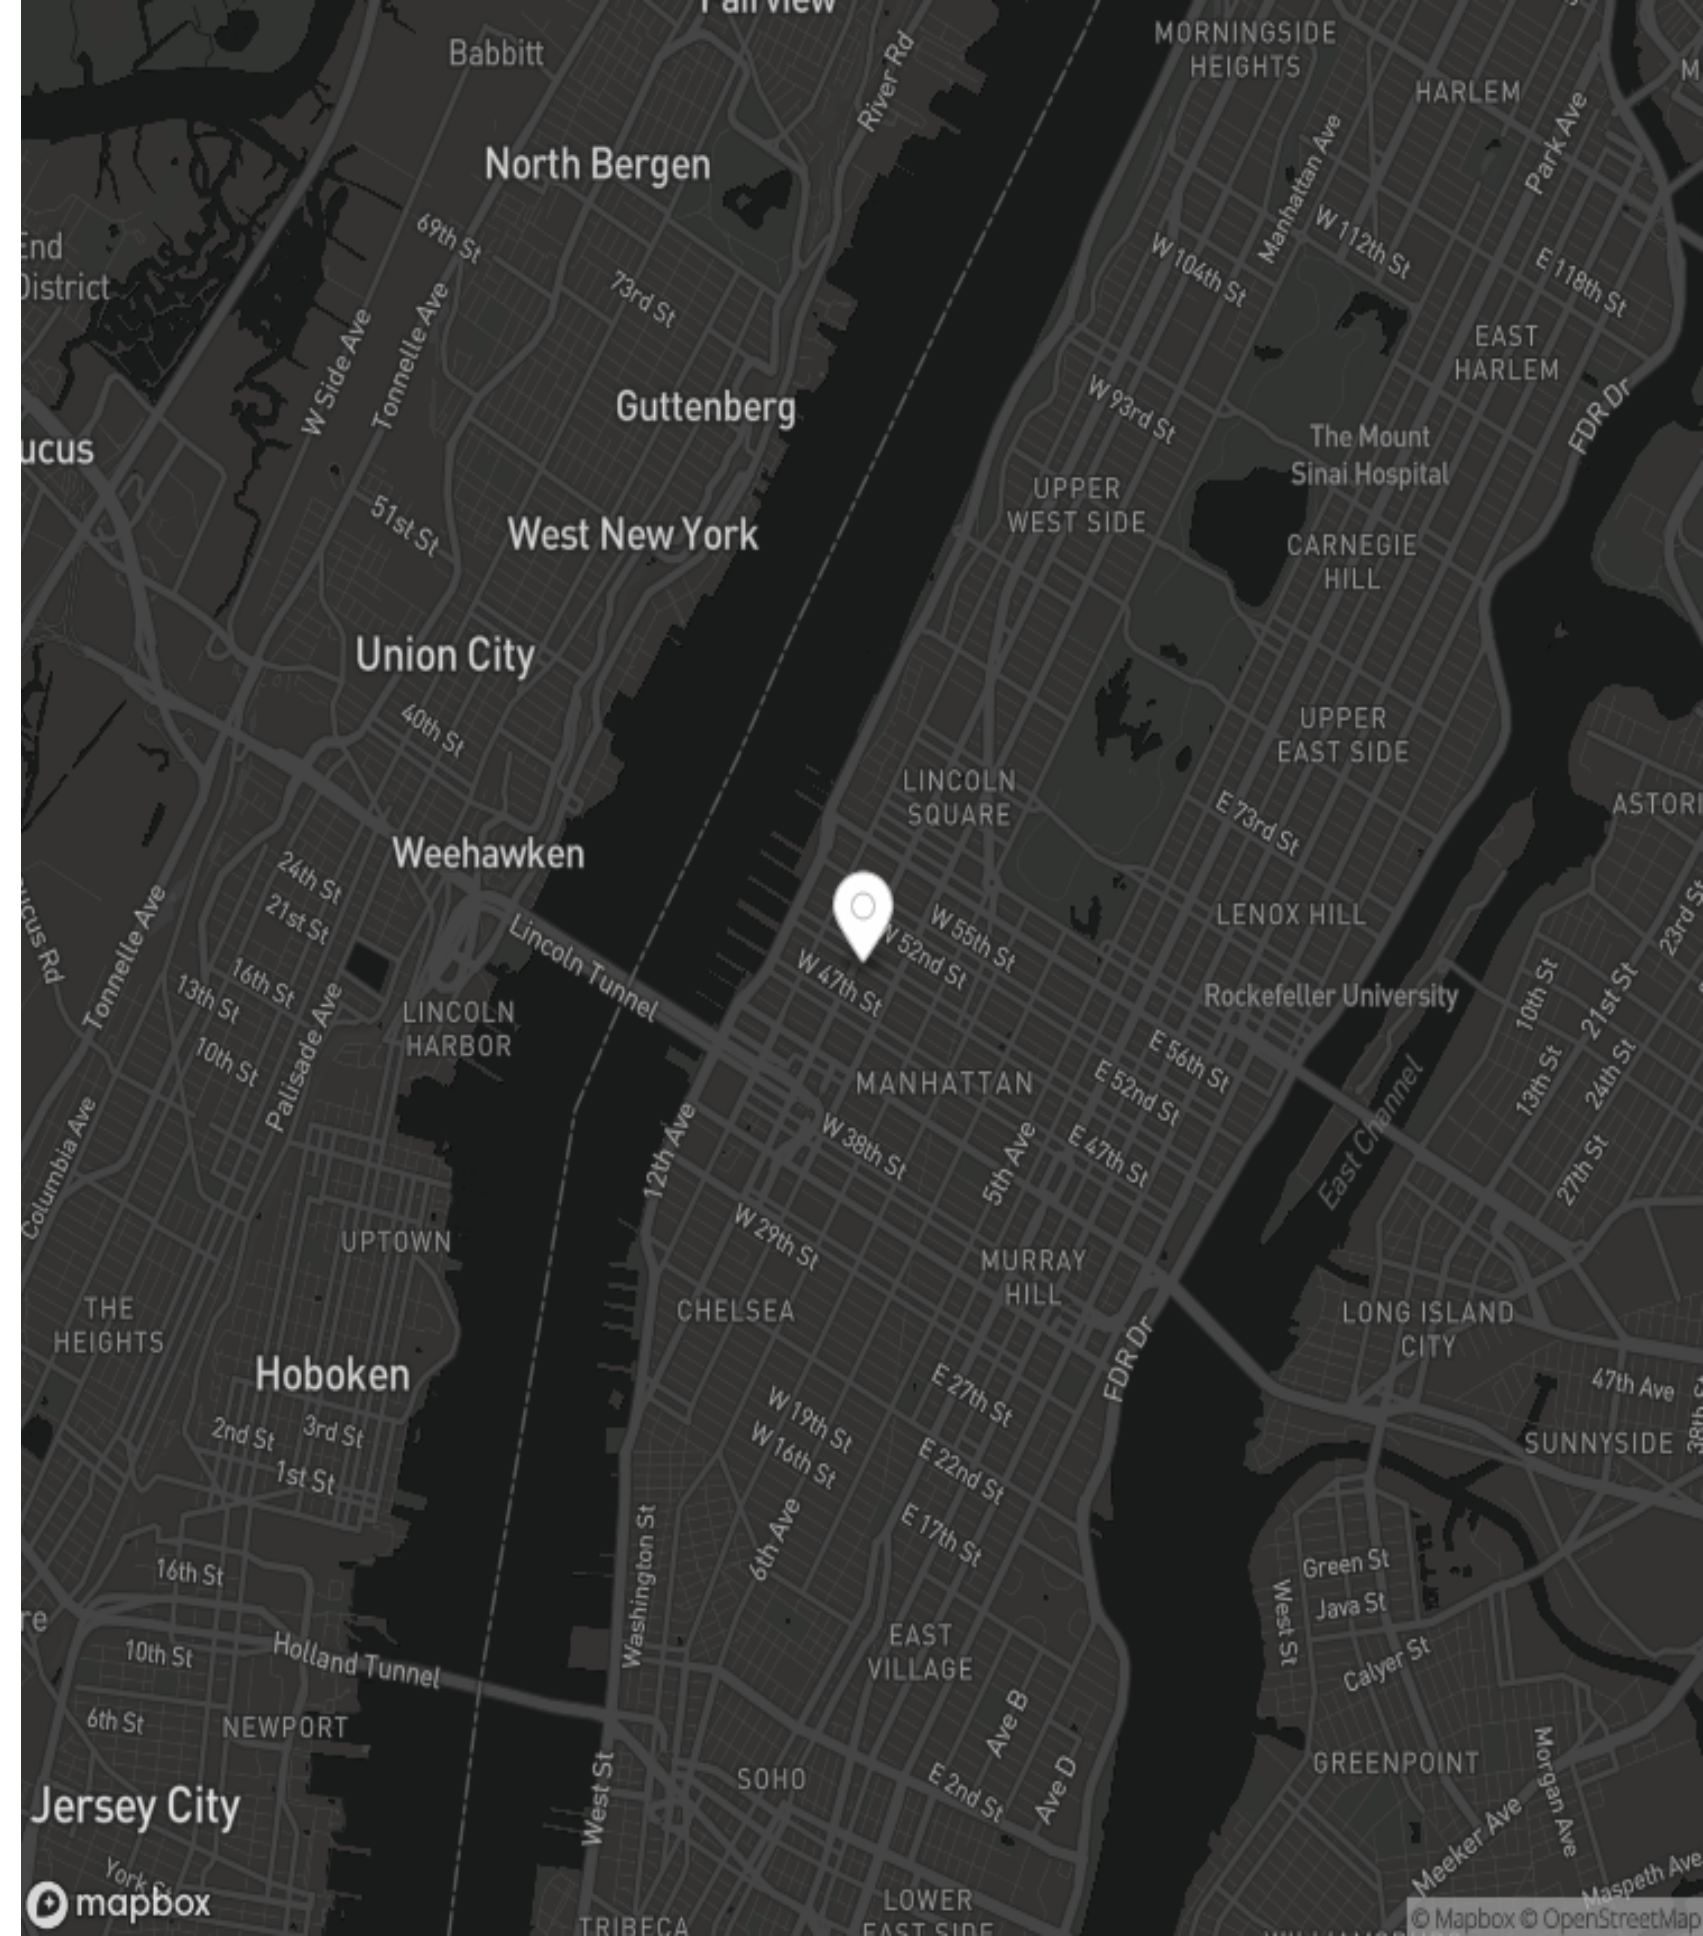 Fairview
Babbitt
River Rd
MORNINGSIDE
HEIGHTS
HARLEM
Park Ave
North Bergen
Manhattan Ave
69th St
W 112th St
W 104th St
End
District
73rd St
E 118th St
W Side Ave
Tonnelle Ave
EAST
HARLEM
Guttenberg
W 93rd St
FDR Dr
ucus
The Mount
Sinai Hospital
UPPER
WEST SIDE
51st St
West New York
CARNEGIE
HILL
Union City
40th St
UPPER
EAST SIDE
LINCOLN
SQUARE
E 73rd St
ASTORI
Weehawken
24th St
21st St
Lincoln Tunnel
W 55th St
W 52nd St
LENOX HILL
23rd St
ucus Rd
Tonnelle Ave
16th St
13th St
W 47th St
Rockefeller University
10th St
21st St
LINCOLN
HARBOR
10th St
Palisade Ave
MANHATTAN
E 56th St
E 52nd St
13th St
24th St
East Channel
12th Ave
W 38th St
5th Ave
E 47th St
27th St
Columbia Ave
UPTOWN
W 29th St
MURRAY
HILL
THE
HEIGHTS
CHELSEA
LONG ISLAND
CITY
FDR Dr
Hoboken
E 27th St
47th Ave
2nd St
3rd St
1st St
W 19th St
W 16th St
E 22nd St
SUNNYSIDE
38th S
6th Ave
E 17th St
Washington St
16th St
Green St
Java St
West St
re
10th St
Holland Tunnel
EAST
VILLAGE
Calyer St
6th St
NEWPORT
Ave B
Ave D
SOHO
E 2nd St
GREENPOINT
Morgan Ave
Jersey City
West St
Meeker Ave
York St
Maspeth Ave
mapbox
LOWER
EAST SIDE
TRIBECA
© Mapbox © OpenStreetMap